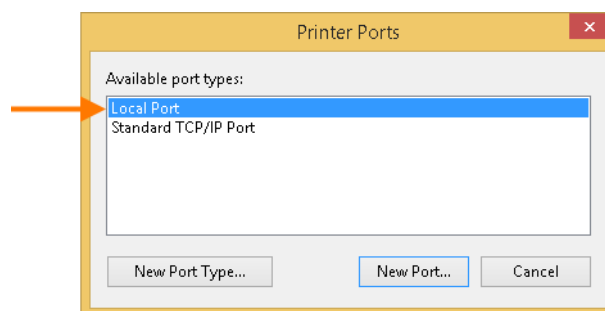 Printer Ports
Available port types:
Local Port
Standard TCP/IP Port
New Port Type... New Port... Cancel